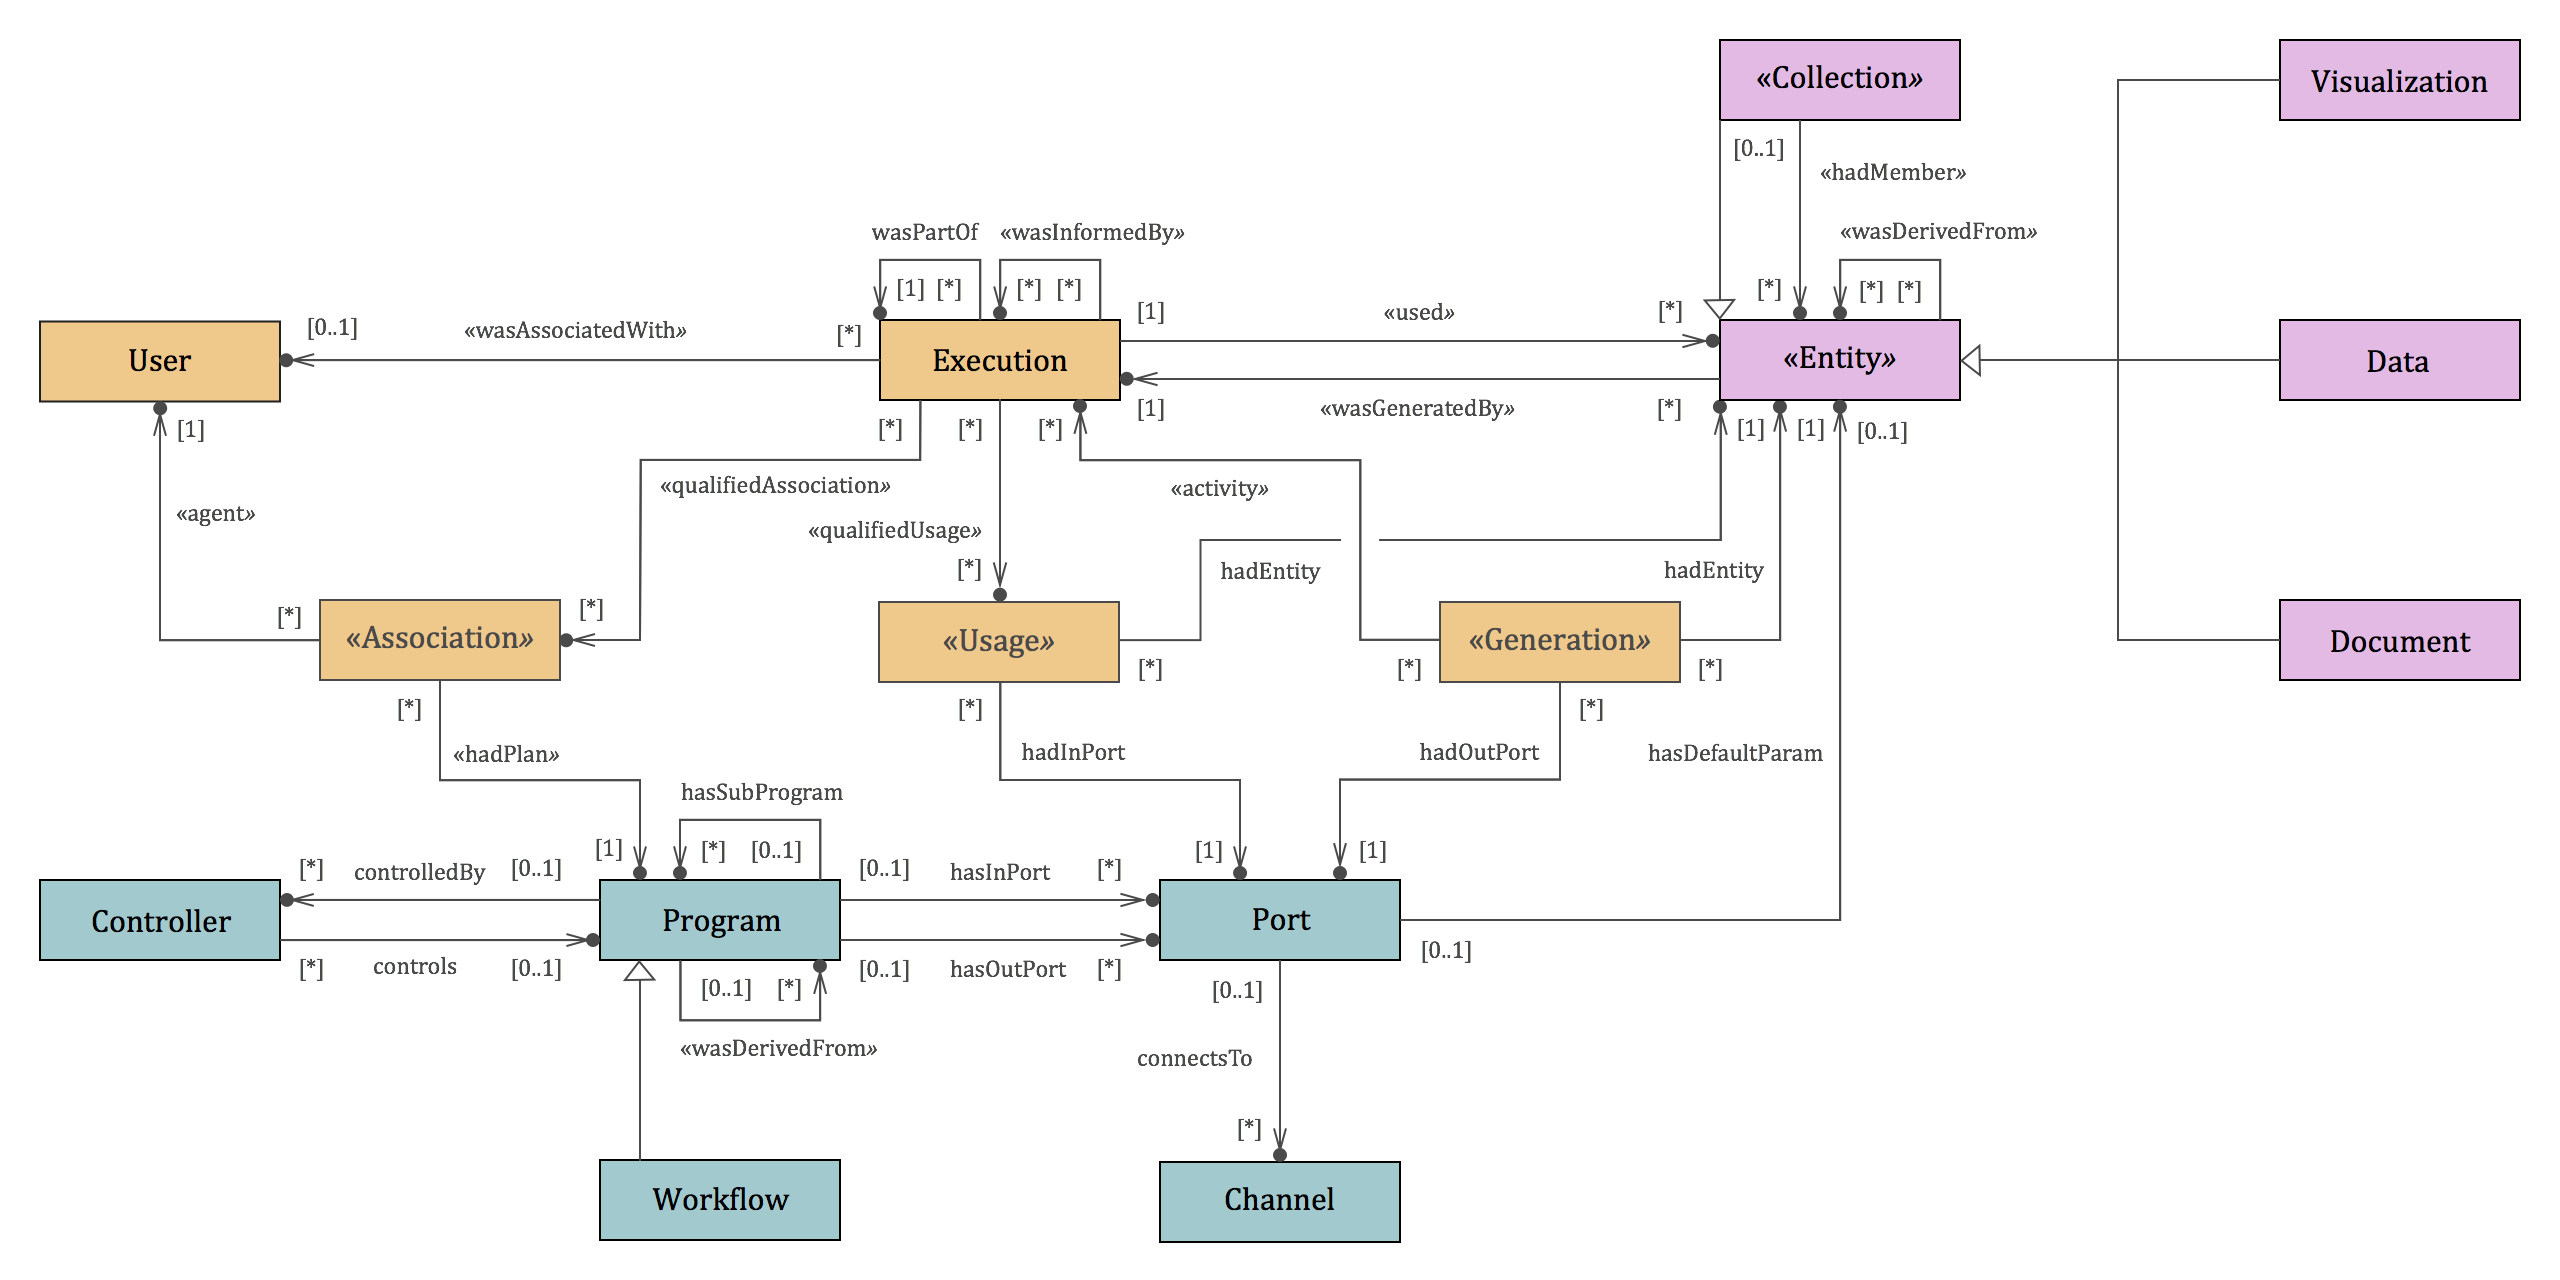 «Collection»
Visualization
[0..1]
«hadMember»
wasPartOf
«wasInformedBy»
«wasDerivedFrom»
[1]
[*]
[*]
[*]
[*]
[*]
[*]
[0..1]
«wasAssociatedWith»
[*]
[1]
«used»
[*]
User
Execution
«Entity»
Data
[1]
«wasGeneratedBy»
[*]
[1]
[*]
[*]
[*]
[1]
[1]
[0..1]
«agent»
«qualifiedAssociation»
«activity»
«qualifiedUsage»
[*]
hadEntity
hadEntity
[*]
«Association»
[*]
«Usage»
«Generation»
Document
[*]
[*]
[*]
[*]
[*]
[*]
«hadPlan»
hadInPort
hadOutPort
hasDefaultParam
hasSubProgram
[1]
[*]
[0..1]
[1]
[1]
[*]
controlledBy
[0..1]
[0..1]
hasInPort
[*]
Controller
Program
Port
[*]
controls
[0..1]
[0..1]
hasOutPort
[*]
[0..1]
[0..1]
[*]
[0..1]
«wasDerivedFrom»
connectsTo
[*]
Workflow
Channel